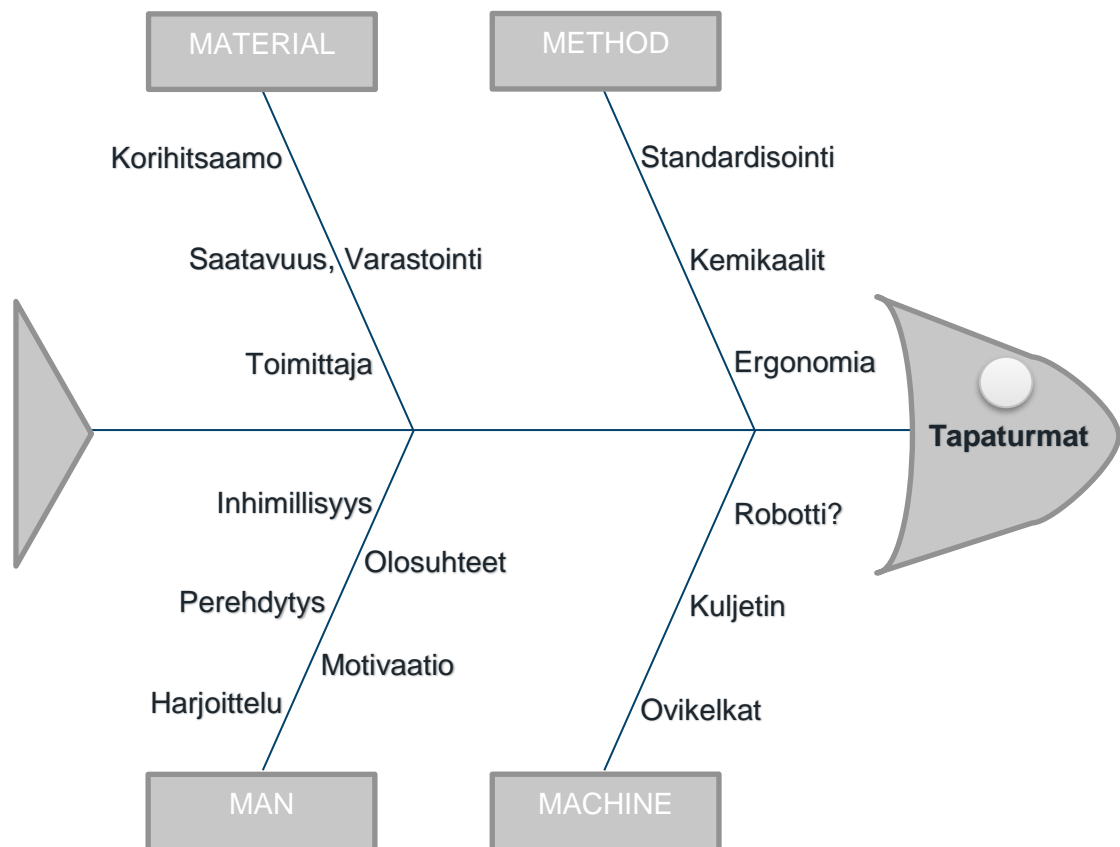 MATERIAL
METHOD
Korihitsaamo
Standardisointi
Saatavuus, Varastointi
Kemikaalit
Toimittaja
Ergonomia
Tapaturmat
Inhimillisyys
Robotti?
Olosuhteet
Perehdytys
Kuljetin
Motivaatio
Harjoittelu
Ovikelkat
MAN
MACHINE